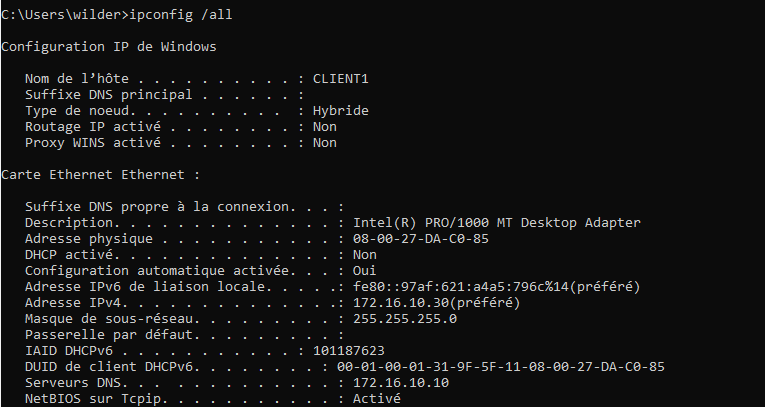 C:\Users\wilder>ipconfig /all
Configuration IP de Windows
Nom de l’hôte . . . . . . . . . . : CLIENT1
Suffixe DNS principal . . . . . . :
Type de noeud. . . . . . . . . .  : Hybride
Routage IP activé . . . . . . . . : Non
Proxy WINS activé . . . . . . . . : Non
Carte Ethernet Ethernet :
Suffixe DNS propre à la connexion. . . :
Description. . . . . . . . . . . . . . : Intel(R) PRO/1000 MT Desktop Adapter
Adresse physique . . . . . . . . . . . : 08-00-27-DA-C0-85
DHCP activé. . . . . . . . . . . . . . : Non
Configuration automatique activée. . . : Oui
Adresse IPv6 de liaison locale. . . . .: fe80::97af:621:a4a5:796c%14(préféré)
Adresse IPv4. . . . . . . . . . . . . .: 172.16.10.30(préféré)
Masque de sous-réseau. . . . . . . . . : 255.255.255.0
Passerelle par défaut. . . . . . . . . :
IAID DHCPv6 . . . . . . . . . . . : 101187623
DUID de client DHCPv6. . . . . . . . : 00-01-00-01-31-9F-5F-11-08-00-27-DA-C0-85
Serveurs DNS. . .  . . . . . . . . . . : 172.16.10.10
NetBIOS sur Tcpip. . . . . . . . . . . : Activé